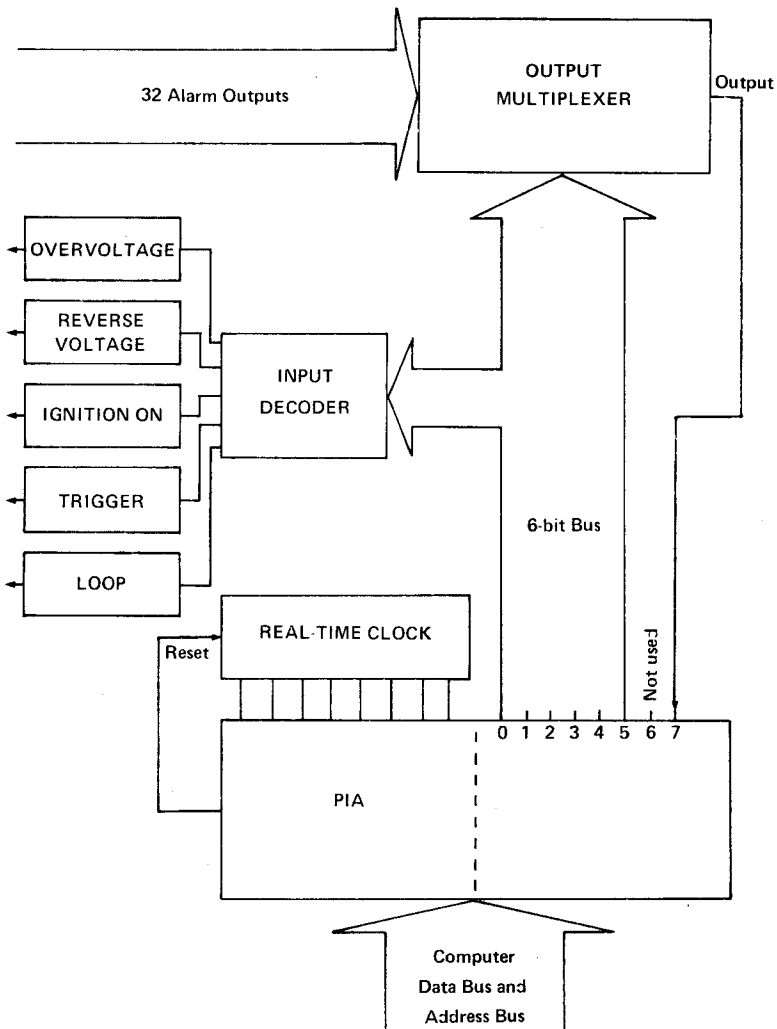 32 Alarm Outputs
OUTPUT
MULTIPLEXER
Output
OVERVOLTAGE
REVERSE
VOLTAGE
IGNITION ON
TRIGGER
LOOP
INPUT
DECODER
6-bit Bus
Reset
REAL-TIME CLOCK
Not used
0 1 2 3 4 5 6 7
PIA
Computer
Data Bus and
Address Bus